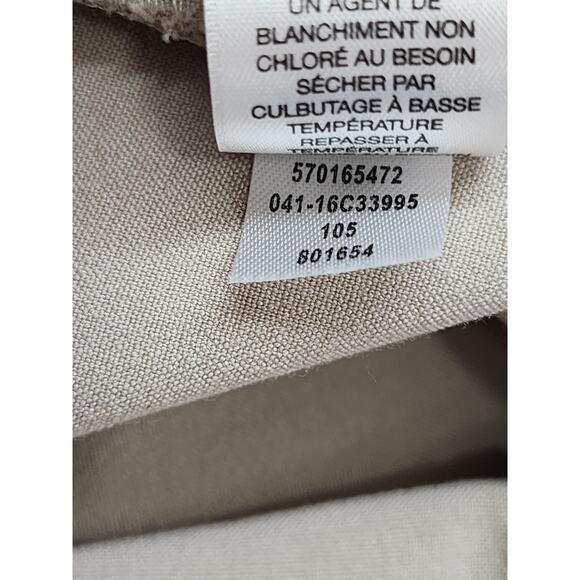 UN AGENT DE
BLANCHIMENT NON
CHLORÉ AU BESOIN
SÉCHER PAR
CULBUTAGE À BASSE
TEMPÉRATURE
REPASSER À
TEMPÉRATURE
570165472
041-16C33995
105
801654